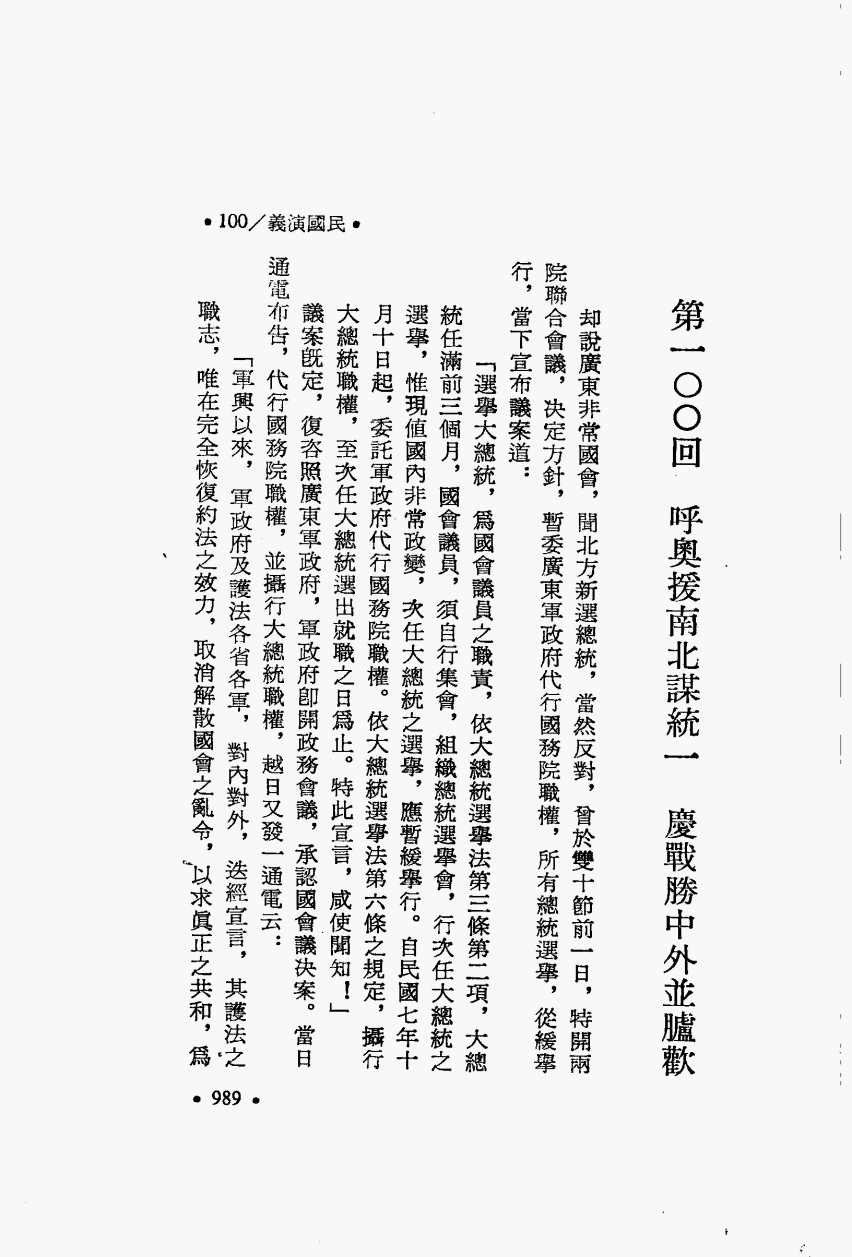 •100／義演國民•
第一〇〇回　呼奧援南北謀統一　慶戰勝中外並臚歡
却說廣東非常國會，聞北方新選總統，當然反對，曾於雙十節前一日，特開兩
院聯合會議，决定方針，暫委廣東軍政府代行國務院職權，所有總統選舉，從緩舉
行，當下宣布議案道：
「選舉大總統，爲國會議員之職責，依大總統選舉法第三條第二項，大總
統任滿前三個月，國會議員，須自行集會，組織總統選舉會，行次任大總統之
選舉，惟現值國內非常政變，次任大總統之選舉，應暫緩舉行。自民國七年十
月十日起，委託軍政府代行國務院職權。依大總統選舉法第六條之規定，攝行
大總統職權，至次任大總統選出就職之日爲止。特此宣言，咸使聞知！」
議案旣定，復咨照廣東軍政府，軍政府卽開政務會議，承認國會議決案。當日
通電布告，代行國務院職權，並攝行大總統職權，越日又發一通電云：
「軍興以來，軍政府及護法各省各軍，對內對外，迭經宣言，其護法之
職志，唯在完全恢復約法之效力，取消解散國會之亂令，以求眞正之共和，爲
•989•